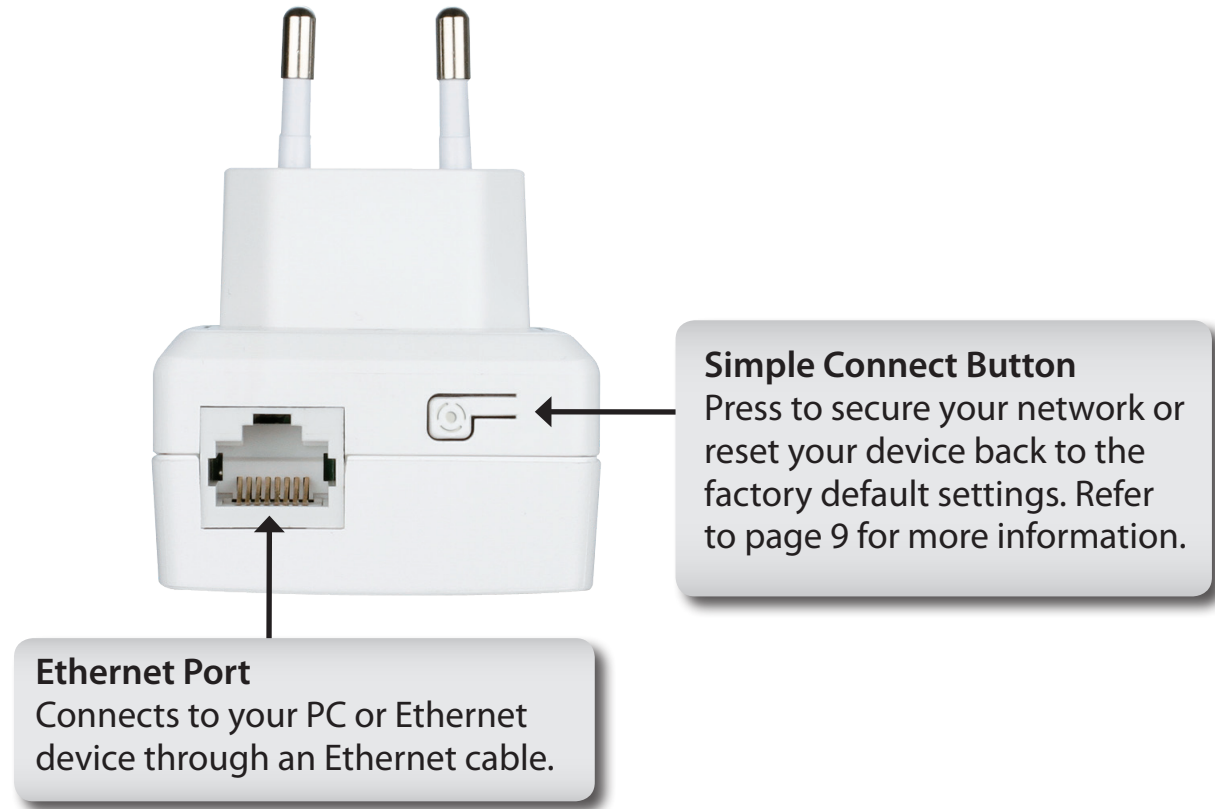 Simple Connect Button
Press to secure your network or
reset your device back to the
factory default settings. Refer
to page 9 for more information.
Ethernet Port
Connects to your PC or Ethernet
device through an Ethernet cable.